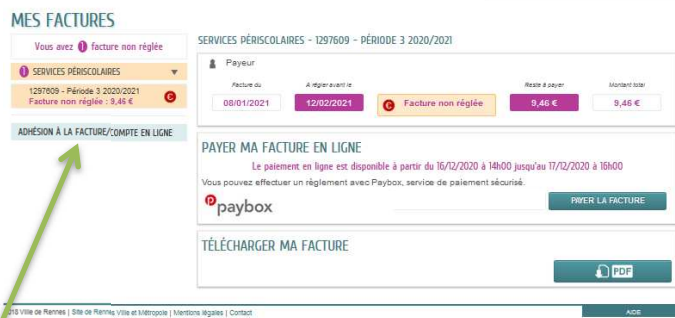 MES FACTURES
Vous avez 1 facture non réglée
1 SERVICES PÉRISCOLAIRES
1297609 - Période 3 2020/2021
Facture non réglée : 9,46 €
ADHÉSION À LA FACTURE/COMPTE EN LIGNE
SERVICES PÉRISCOLAIRES - 1297609 - PÉRIODE 3 2020/2021
Payeur
Facture du A régler avant le Reste à payer Montant total
08/01/2021 12/02/2021 € Facture non réglée 9,46 € 9,46 €
PAYER MA FACTURE EN LIGNE
Le paiement en ligne est disponible à partir du 16/12/2020 à 14h00 jusqu'au 17/12/2020 à 16h00
Vous pouvez effectuer un règlement avec Paybox, service de paiement sécurisé.
paybox
PAYER LA FACTURE
TÉLÉCHARGER MA FACTURE
PDF
Ville de Rennes | Site de Rennes Ville et Métropole | Mentions légales | Contact
AIDE